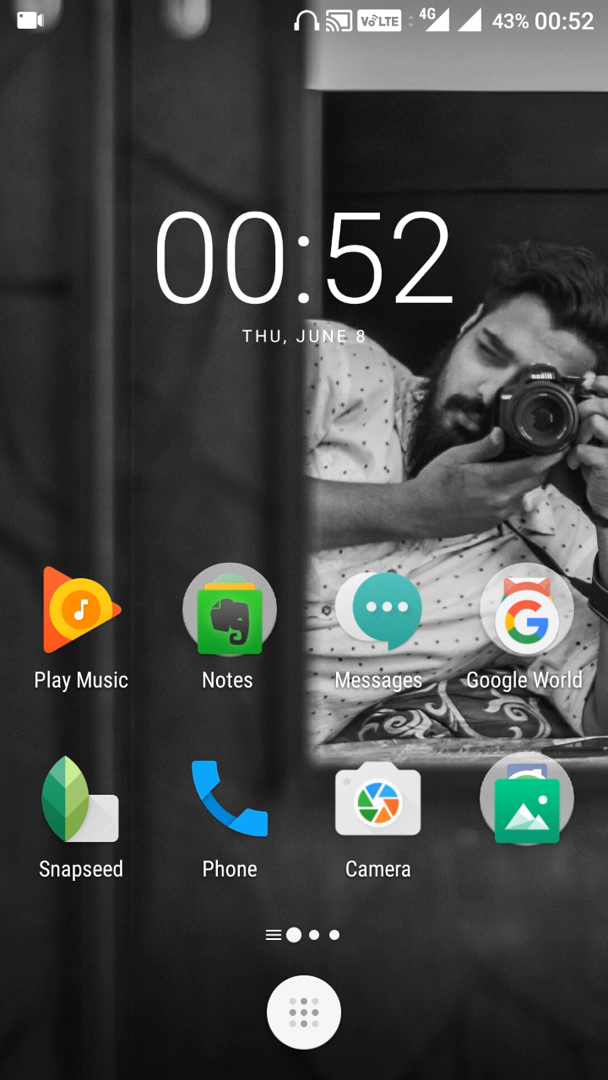 VoLTE 4G 43% 00:52
00:52
THU, JUNE 8
Nikon
Play Music Notes Messages Google World
Snapseed Phone Camera